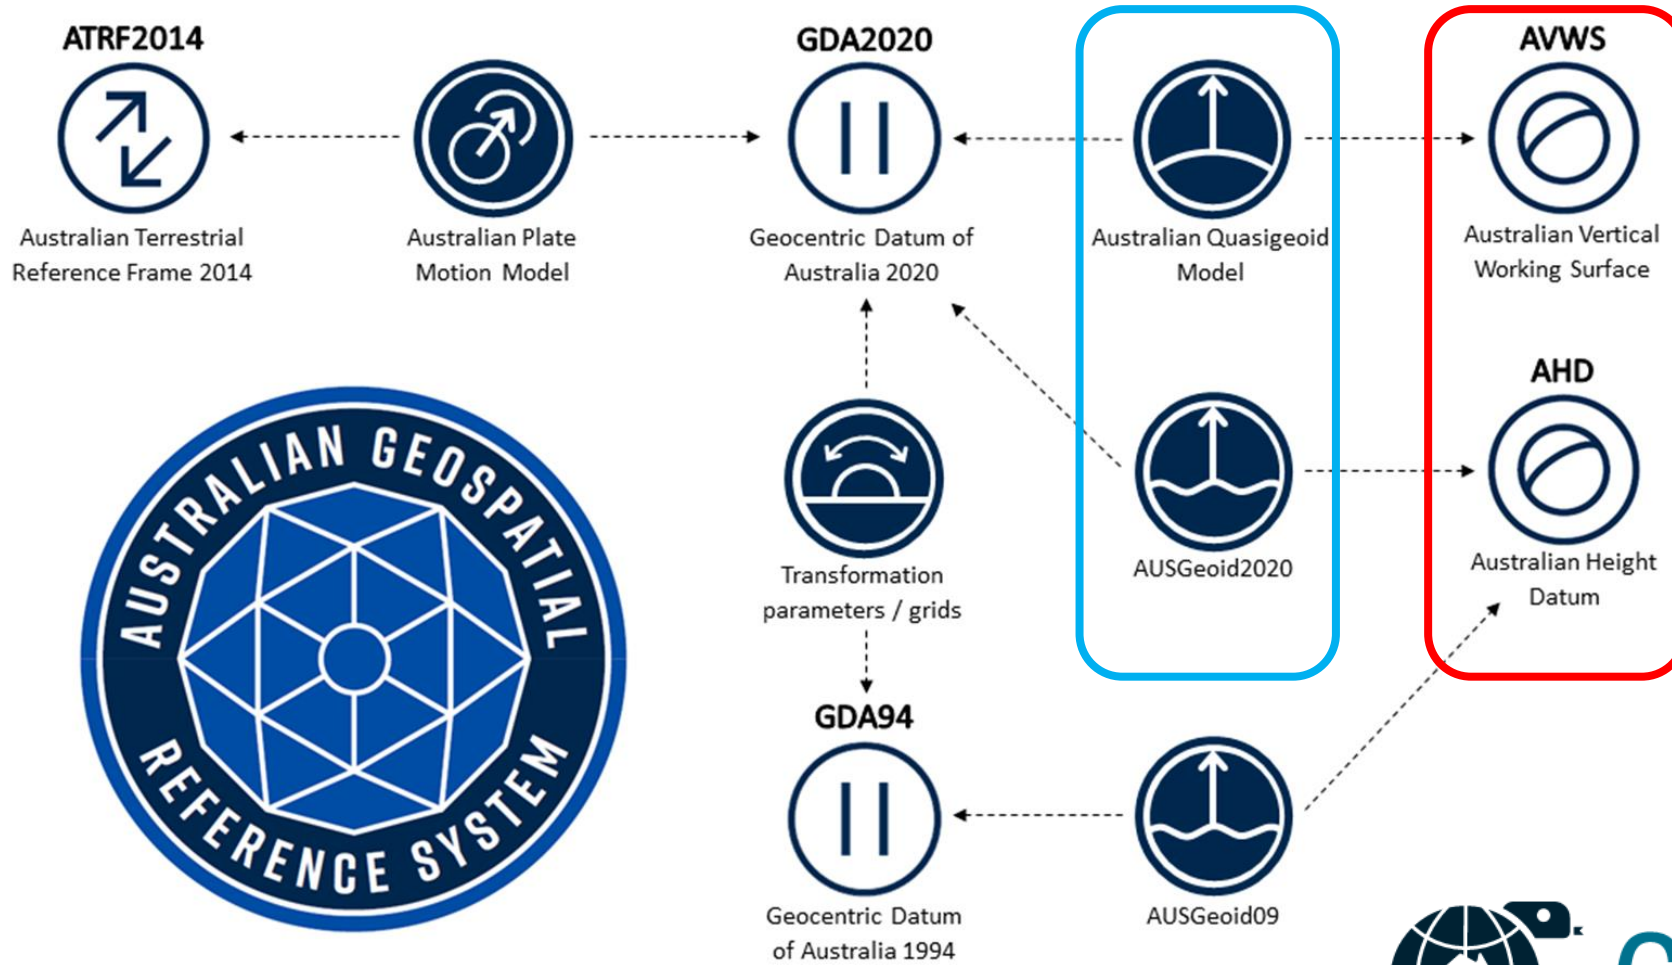 ATRF2014
Australian Terrestrial
Reference Frame 2014
Australian Plate
Motion Model
GDA2020
Geocentric Datum of
Australia 2020
Australian Quasigeoid
Model
AVWS
Australian Vertical
Working Surface
Transformation
parameters / grids
AUSGeoid2020
AHD
Australian Height
Datum
GDA94
Geocentric Datum
of Australia 1994
AUSGeoid09
AUSTRALIAN GEOSPATIAL
REFERENCE SYSTEM